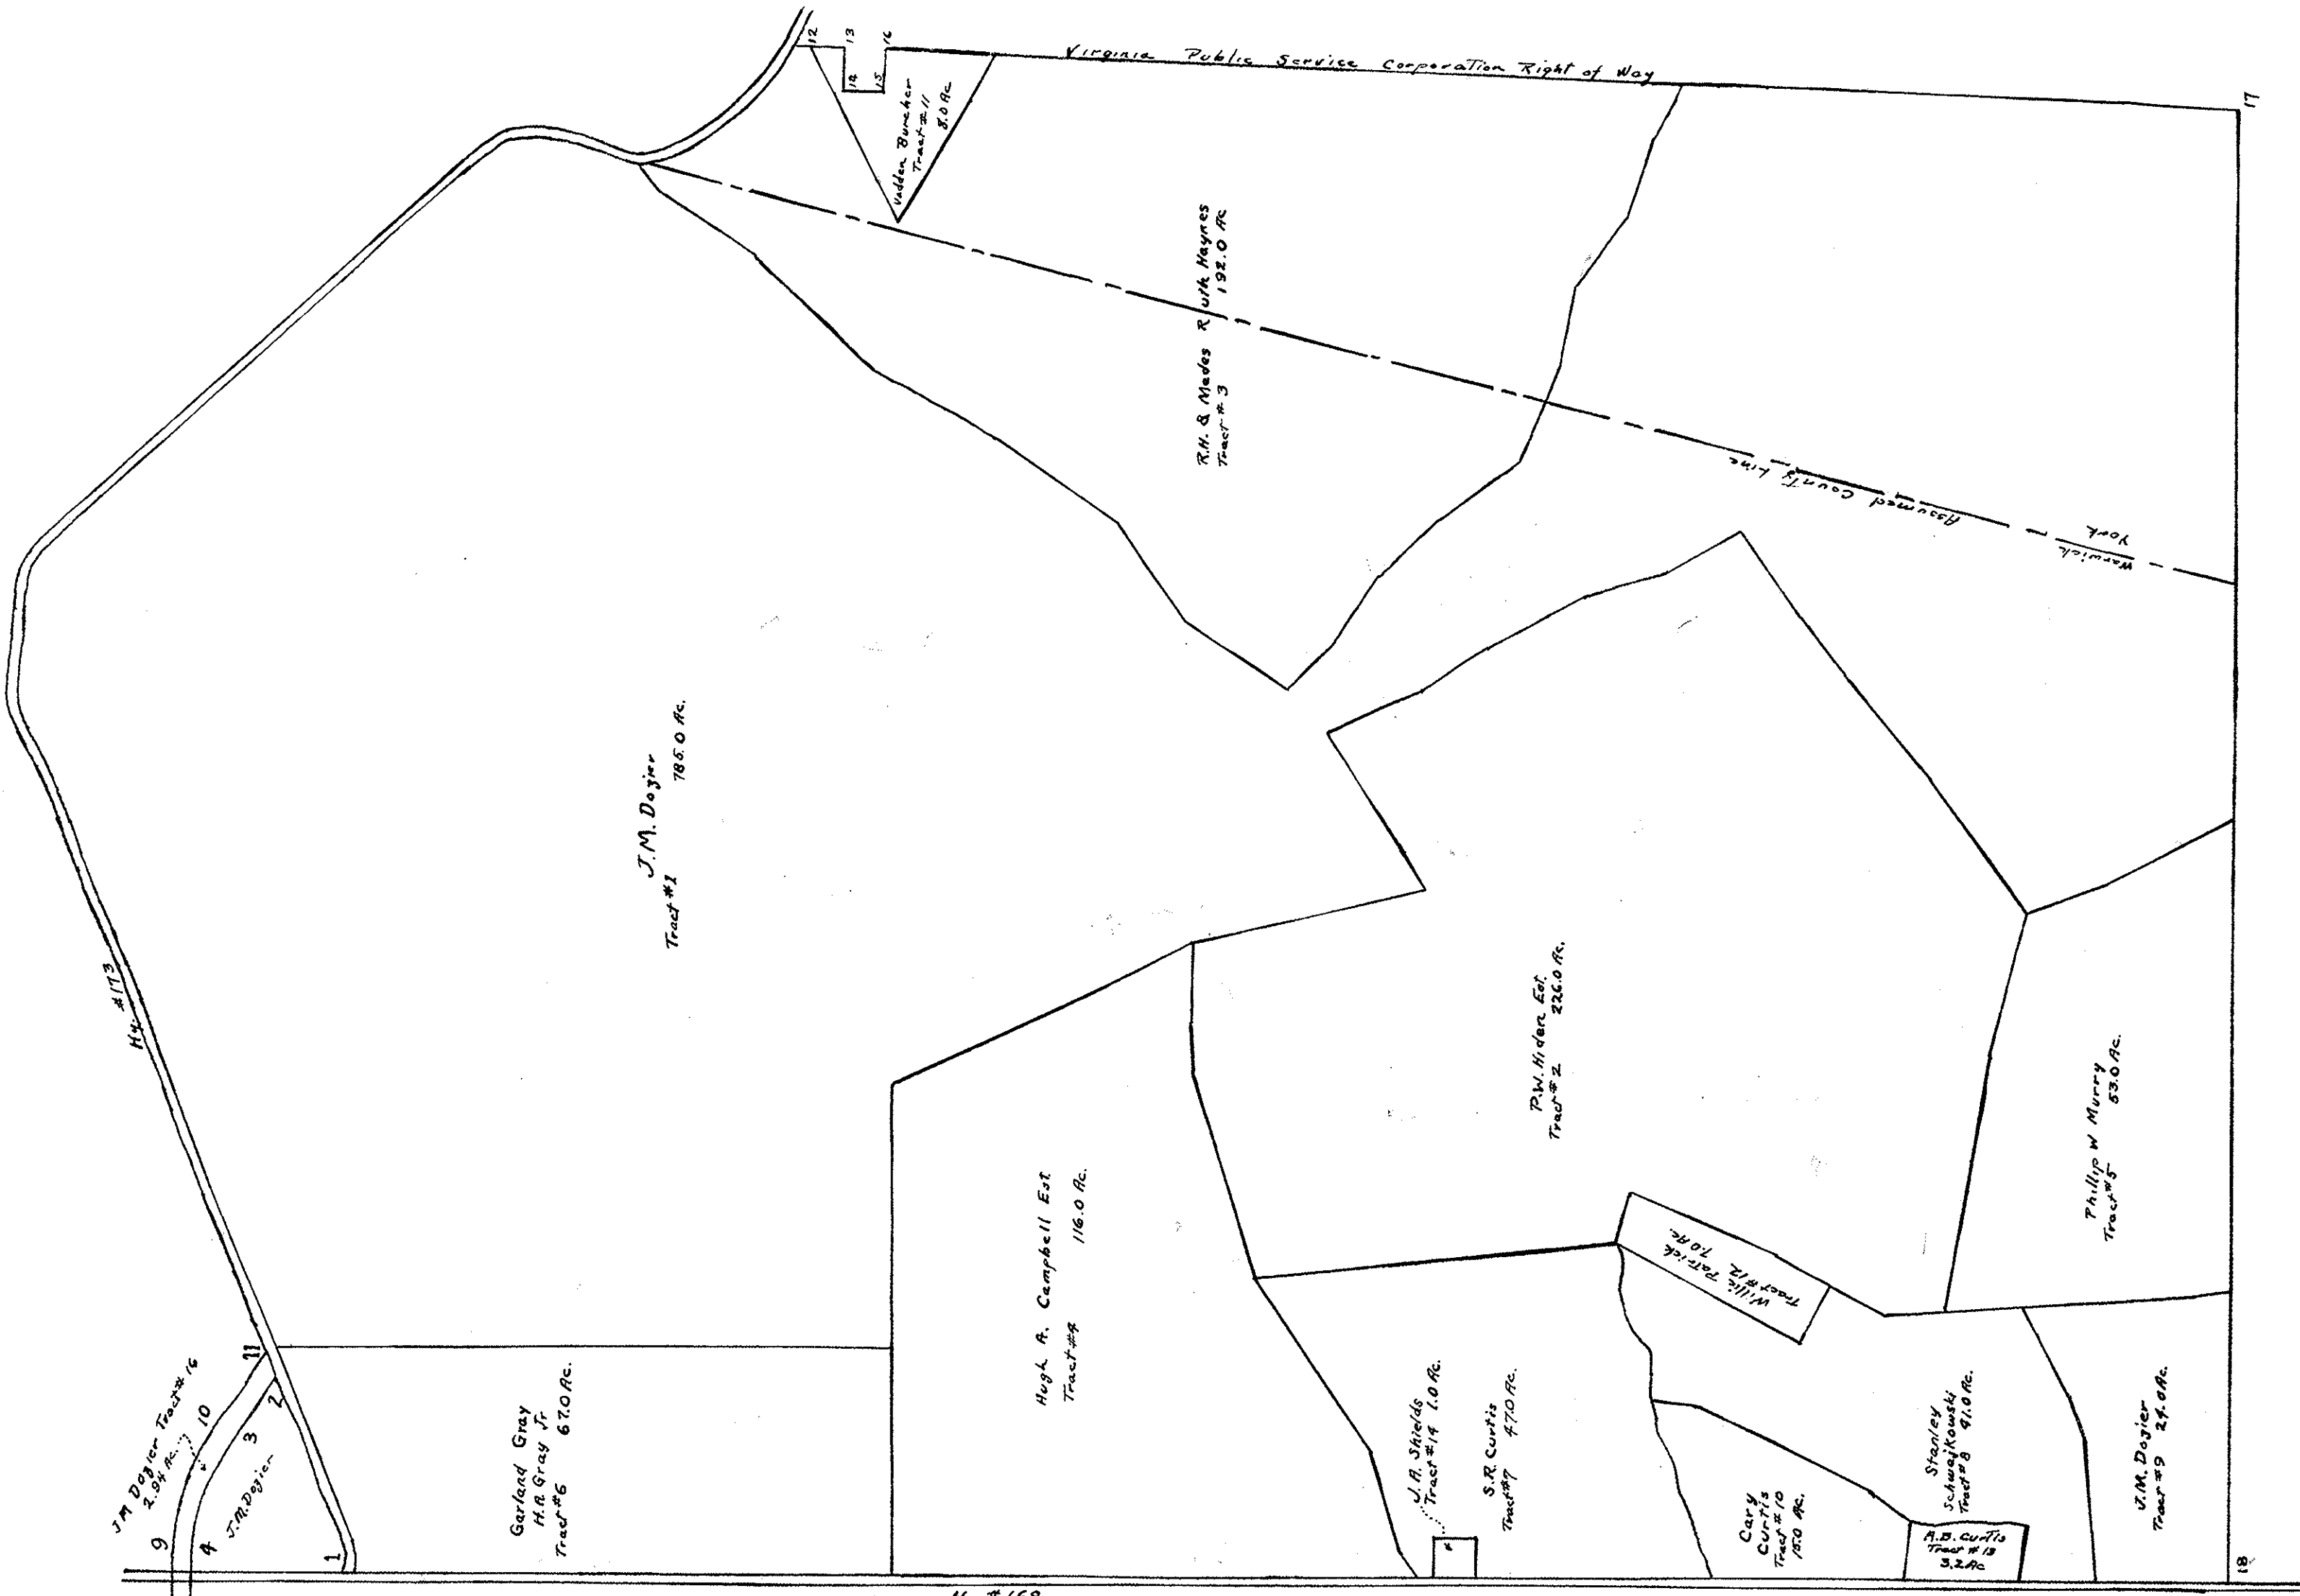 Virginia Public Service Corporation Right of Way
12
13
14
15
16
17
Vadden Buncher
Tract #11
8.0 Ac
R.H. & Mades Ruth Haynes
Tract #3 192.0 Ac
Assumed County Line
Warwick
York
J.M. Dozier
Tract #1 785.0 Ac.
Hy. #173
J M Dozier Tract #16
2.94 Ac.
9
10
11
4
3
2
1
J.M. Dozier
Garland Gray
H.A. Gray Jr
Tract #6 67.0 Ac.
Hugh A. Campbell Est.
Tract #4 116.0 Ac.
P.W. Hiden Est.
Tract #2 226.0 Ac.
Willie Patrick
Tract #12 7.0 Ac.
Phillip W Murry
Tract #5 53.0 Ac.
J.A. Shields
Tract #14 1.0 Ac.
S.R. Curtis
Tract #7 47.0 Ac.
Cary
Curtis
Tract #10
15.0 Ac.
Stanley
Schwajkowski
Tract #8 41.0 Ac.
A.B. Curtis
Tract #13
3.2 Ac
J.M. Dozier
Tract #9 24.0 Ac.
18